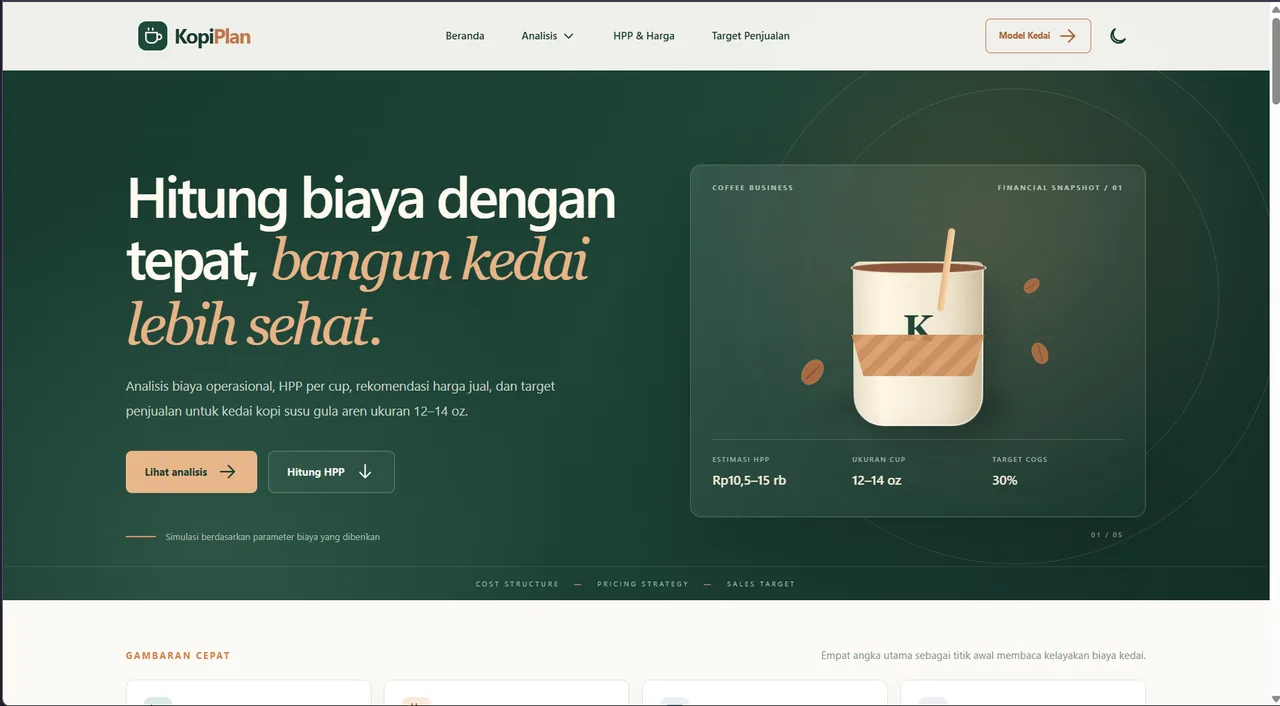 KopiPlan
Beranda
Analisis
HPP & Harga
Target Penjualan
Model Kedai
Hitung biaya dengan
tepat, bangun kedai
lebih sehat.
Analisis biaya operasional, HPP per cup, rekomendasi harga jual, dan target
penjualan untuk kedai kopi susu gula aren ukuran 12–14 oz.
Lihat analisis
Hitung HPP
Simulasi berdasarkan parameter biaya yang diberikan
COFFEE BUSINESS
FINANCIAL SNAPSHOT / 01
K
ESTIMASI HPP
Rp10,5–15 rb
UKURAN CUP
12–14 oz
TARGET COGS
30%
01 / 05
COST STRUCTURE — PRICING STRATEGY — SALES TARGET
GAMBARAN CEPAT
Empat angka utama sebagai titik awal membaca kelayakan biaya kedai.